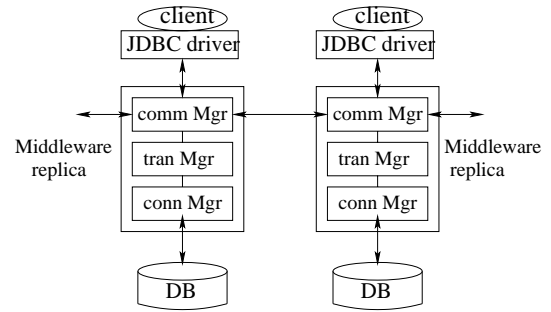 client
client
JDBC driver
JDBC driver
comm Mgr
comm Mgr
Middleware
replica
Middleware
replica
tran Mgr
tran Mgr
conn Mgr
conn Mgr
DB
DB